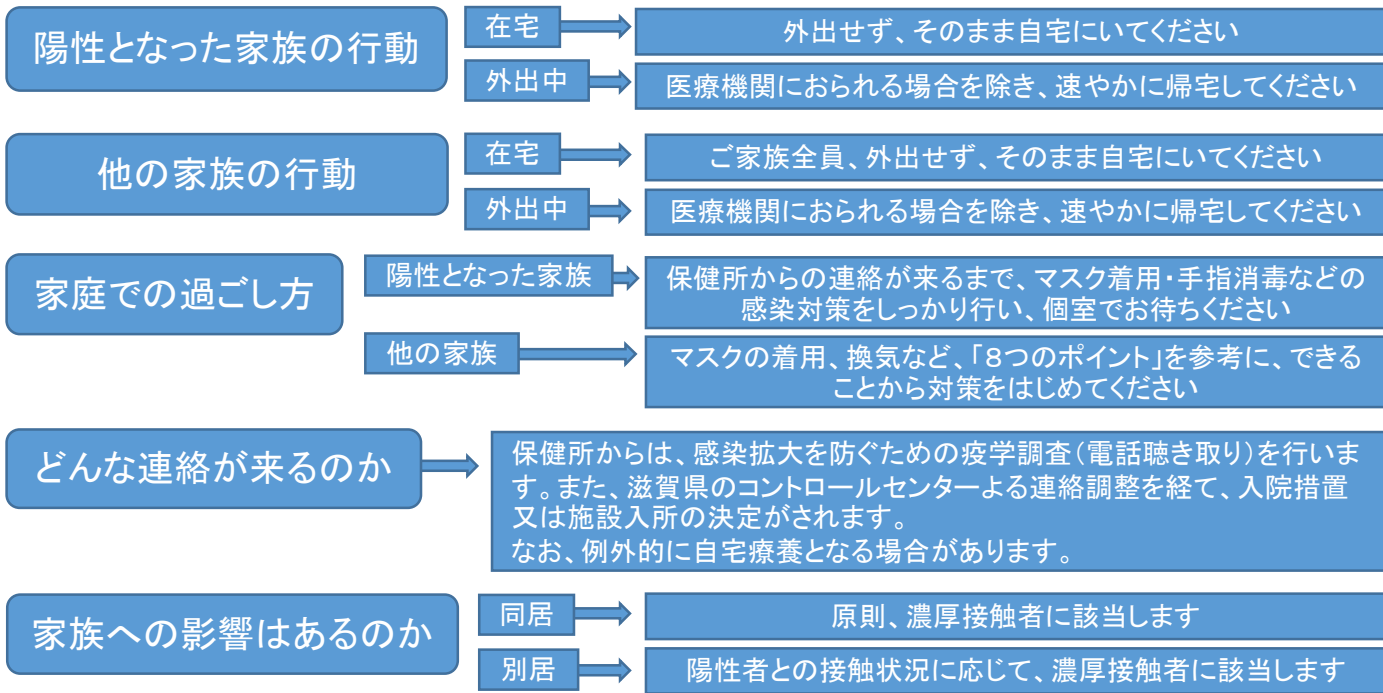 陽性となった家族の行動
在宅
外出せず、そのまま自宅にいてください
外出中
医療機関におられる場合を除き、速やかに帰宅してください
他の家族の行動
在宅
ご家族全員、外出せず、そのまま自宅にいてください
外出中
医療機関におられる場合を除き、速やかに帰宅してください
家庭での過ごし方
陽性となった家族
保健所からの連絡が来るまで、マスク着用・手指消毒などの
感染対策をしっかり行い、個室でお待ちください
他の家族
マスクの着用、換気など、「8つのポイント」を参考に、できる
ことから対策をはじめてください
どんな連絡が来るのか
保健所からは、感染拡大を防ぐための疫学調査(電話聴き取り)を行いま
す。また、滋賀県のコントロールセンターよる連絡調整を経て、入院措置
又は施設入所の決定がされます。
なお、例外的に自宅療養となる場合があります。
家族への影響はあるのか
同居
原則、濃厚接触者に該当します
別居
陽性者との接触状況に応じて、濃厚接触者に該当します